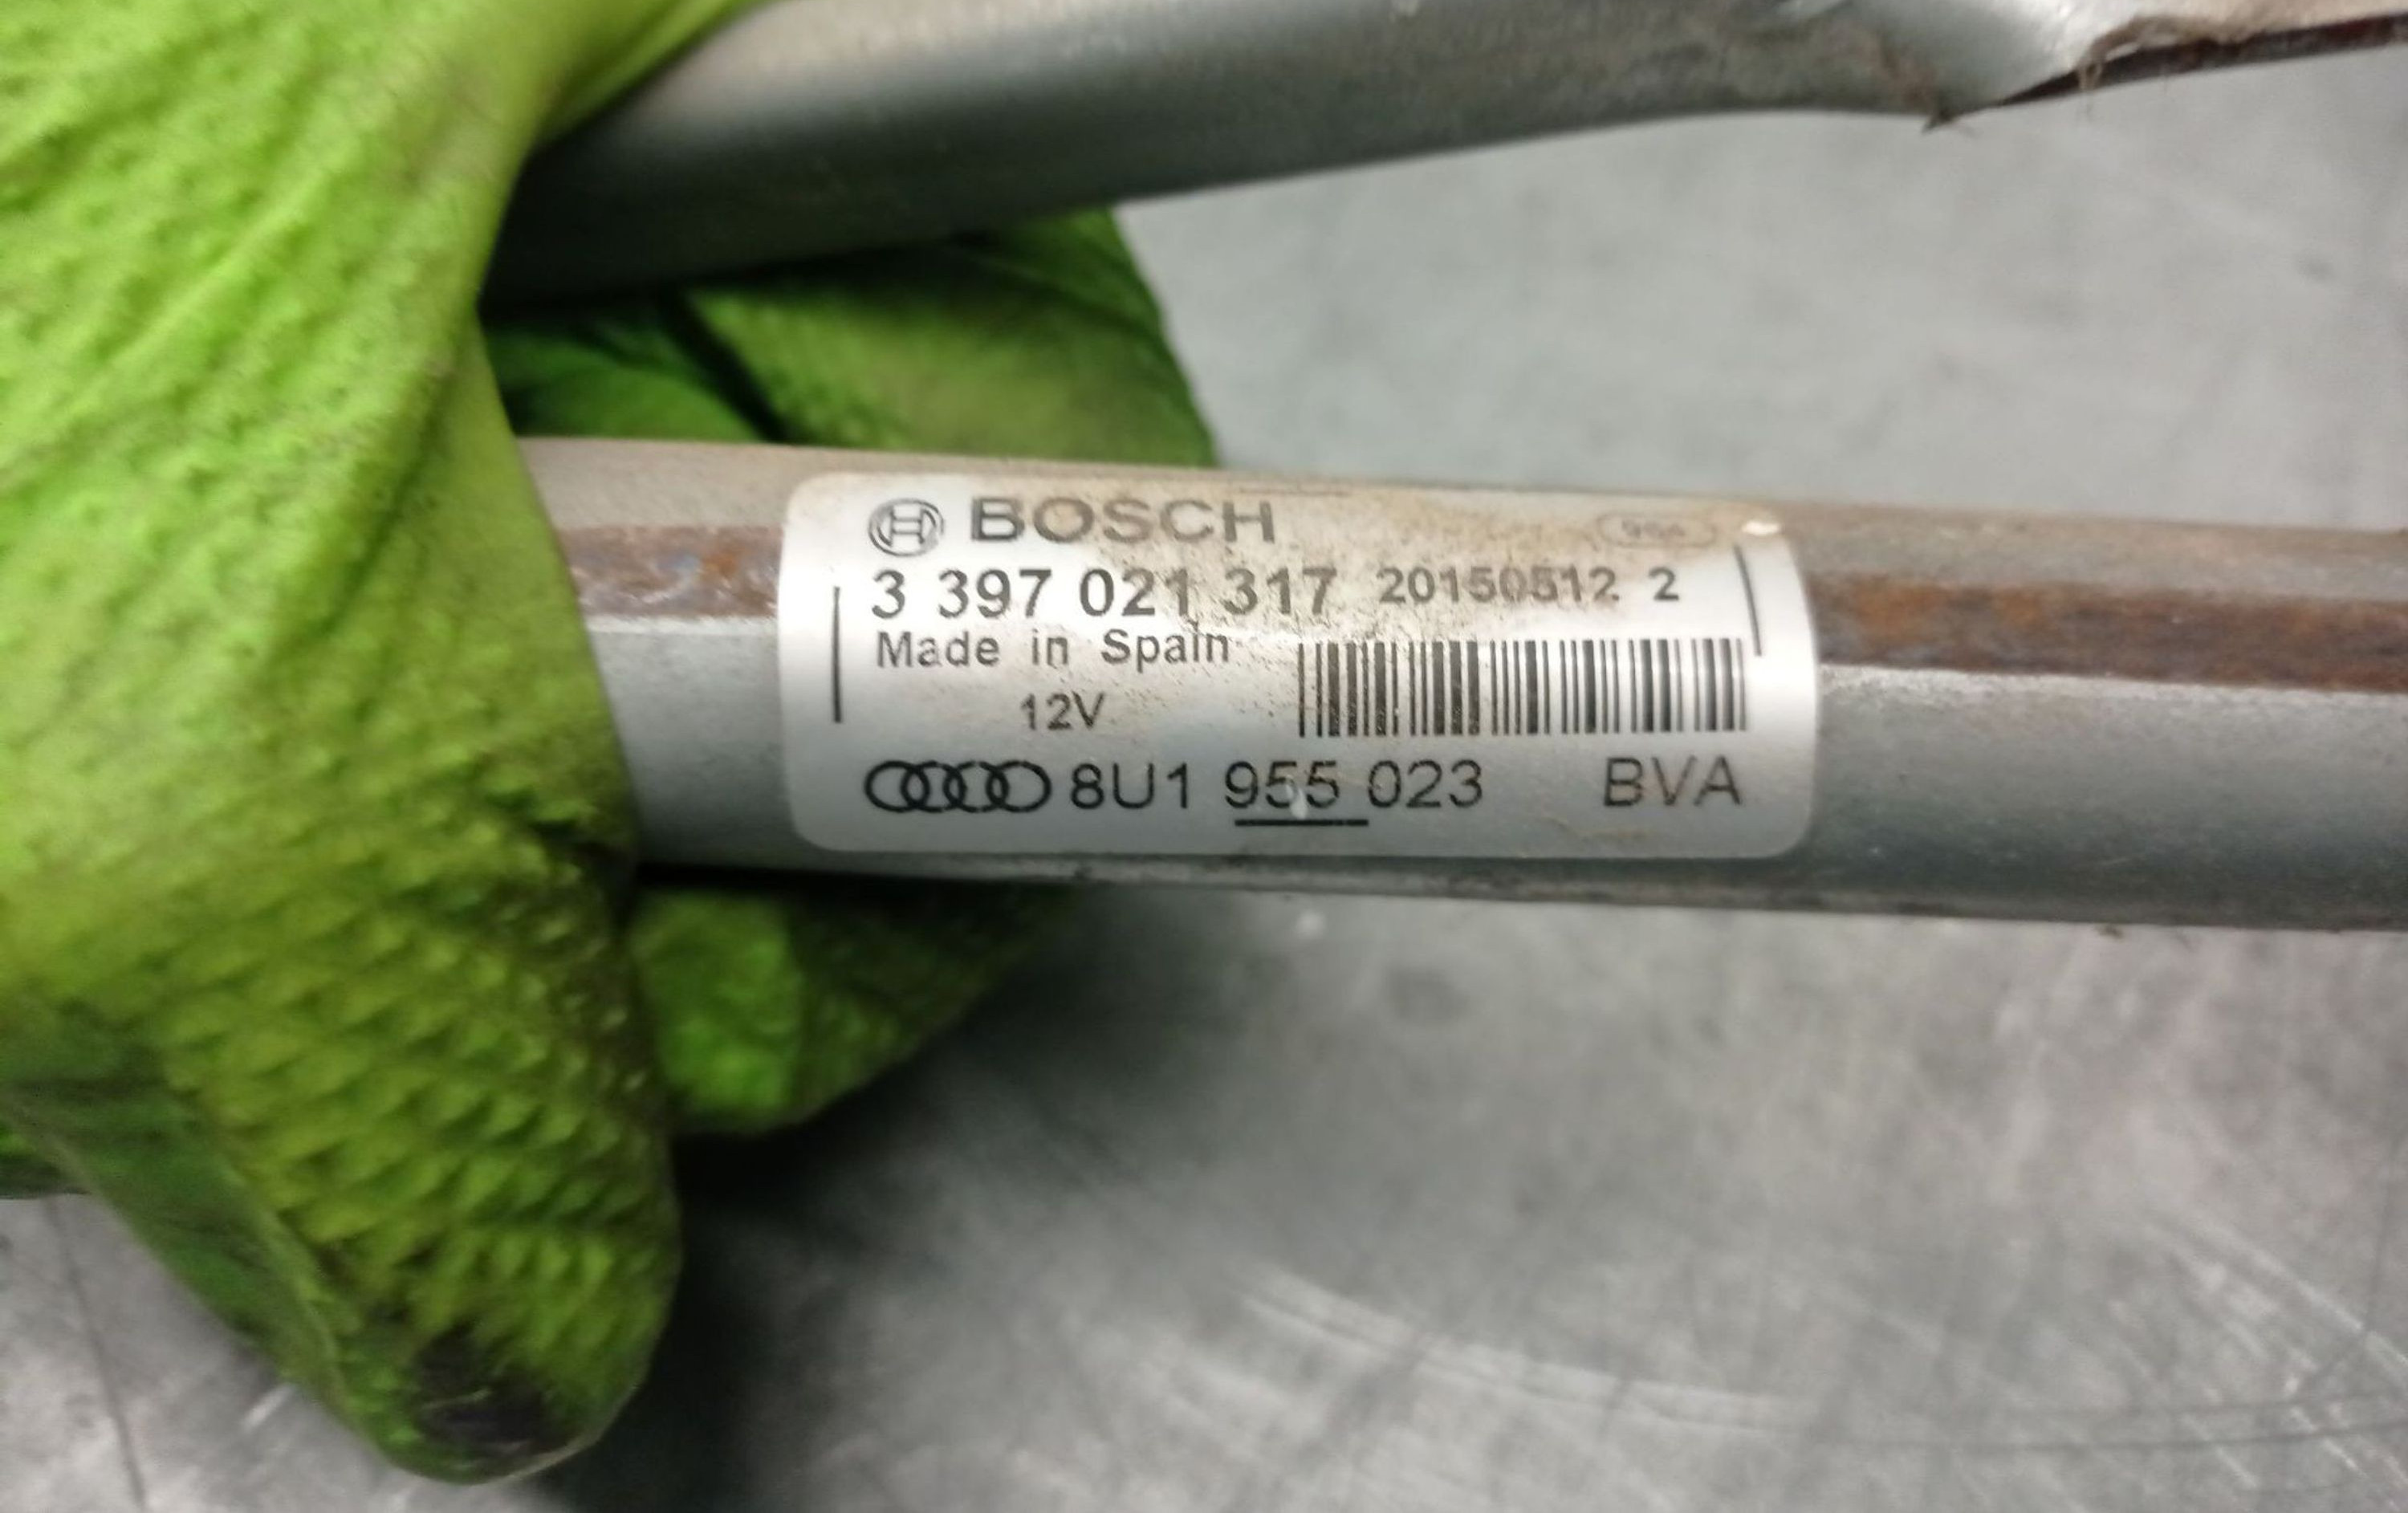 BOSCH
3 397 021 317 20150512 2
Made in Spain
12V
8U1 955 023 BVA